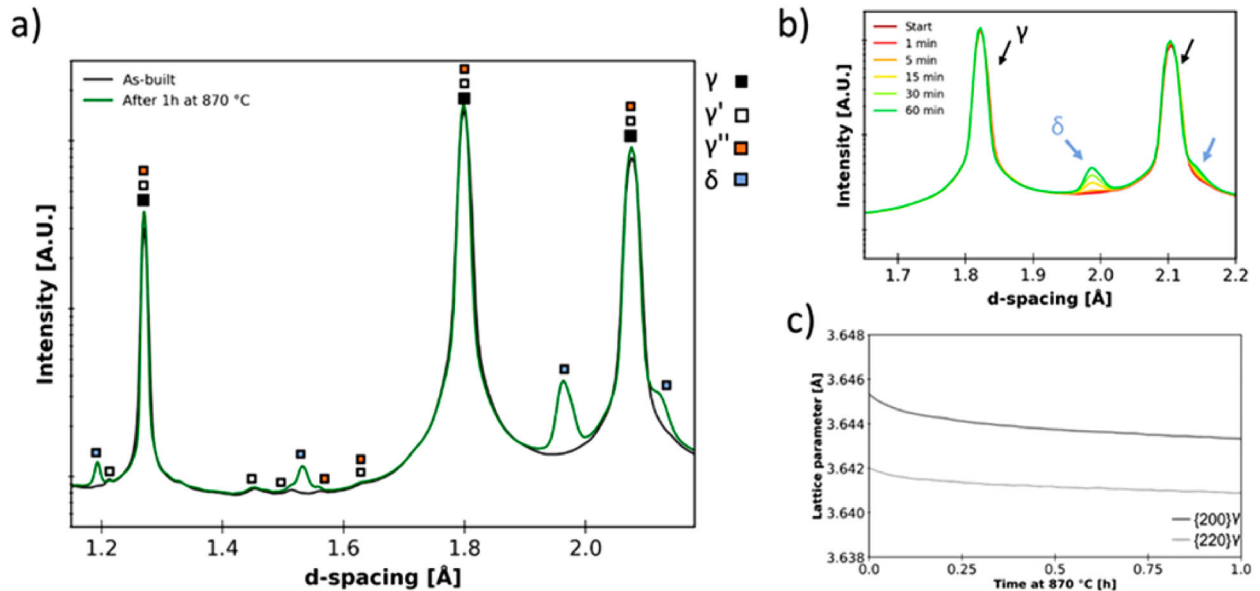 a)
As-built
After 1h at 870 °C
γ
γ'
γ''
δ
Intensity [A.U.]
1.2 1.4 1.6 1.8 2.0
d-spacing [Å]
b)
Start
1 min
5 min
15 min
30 min
60 min
γ
δ
Intensity [A.U.]
1.7 1.8 1.9 2.0 2.1 2.2
d-spacing [Å]
c)
3.648
3.646
3.644
3.642
3.640
3.638
Lattice parameter [Å]
{200}γ
{220}γ
0.0 0.25 0.5 0.75 1.0
Time at 870 °C [h]